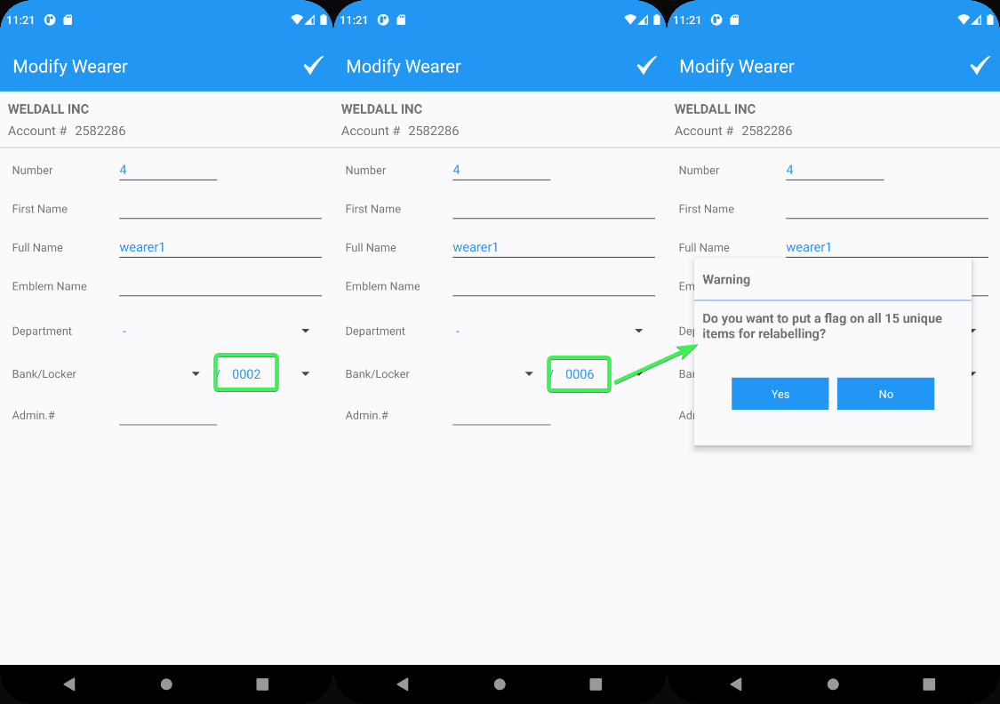 11:21
Modify Wearer
WELDALL INC
Account # 2582286
Number 4
First Name
Full Name wearer1
Emblem Name
Department -
Bank/Locker / 0002
Admin.#
11:21
Modify Wearer
WELDALL INC
Account # 2582286
Number 4
First Name
Full Name wearer1
Emblem Name
Department -
Bank/Locker / 0006
Admin.#
11:21
Modify Wearer
WELDALL INC
Account # 2582286
Number 4
First Name
Full Name wearer1
Em
Warning
Do you want to put a flag on all 15 unique
items for relabelling?
Dep
Ban
Yes No
Adm